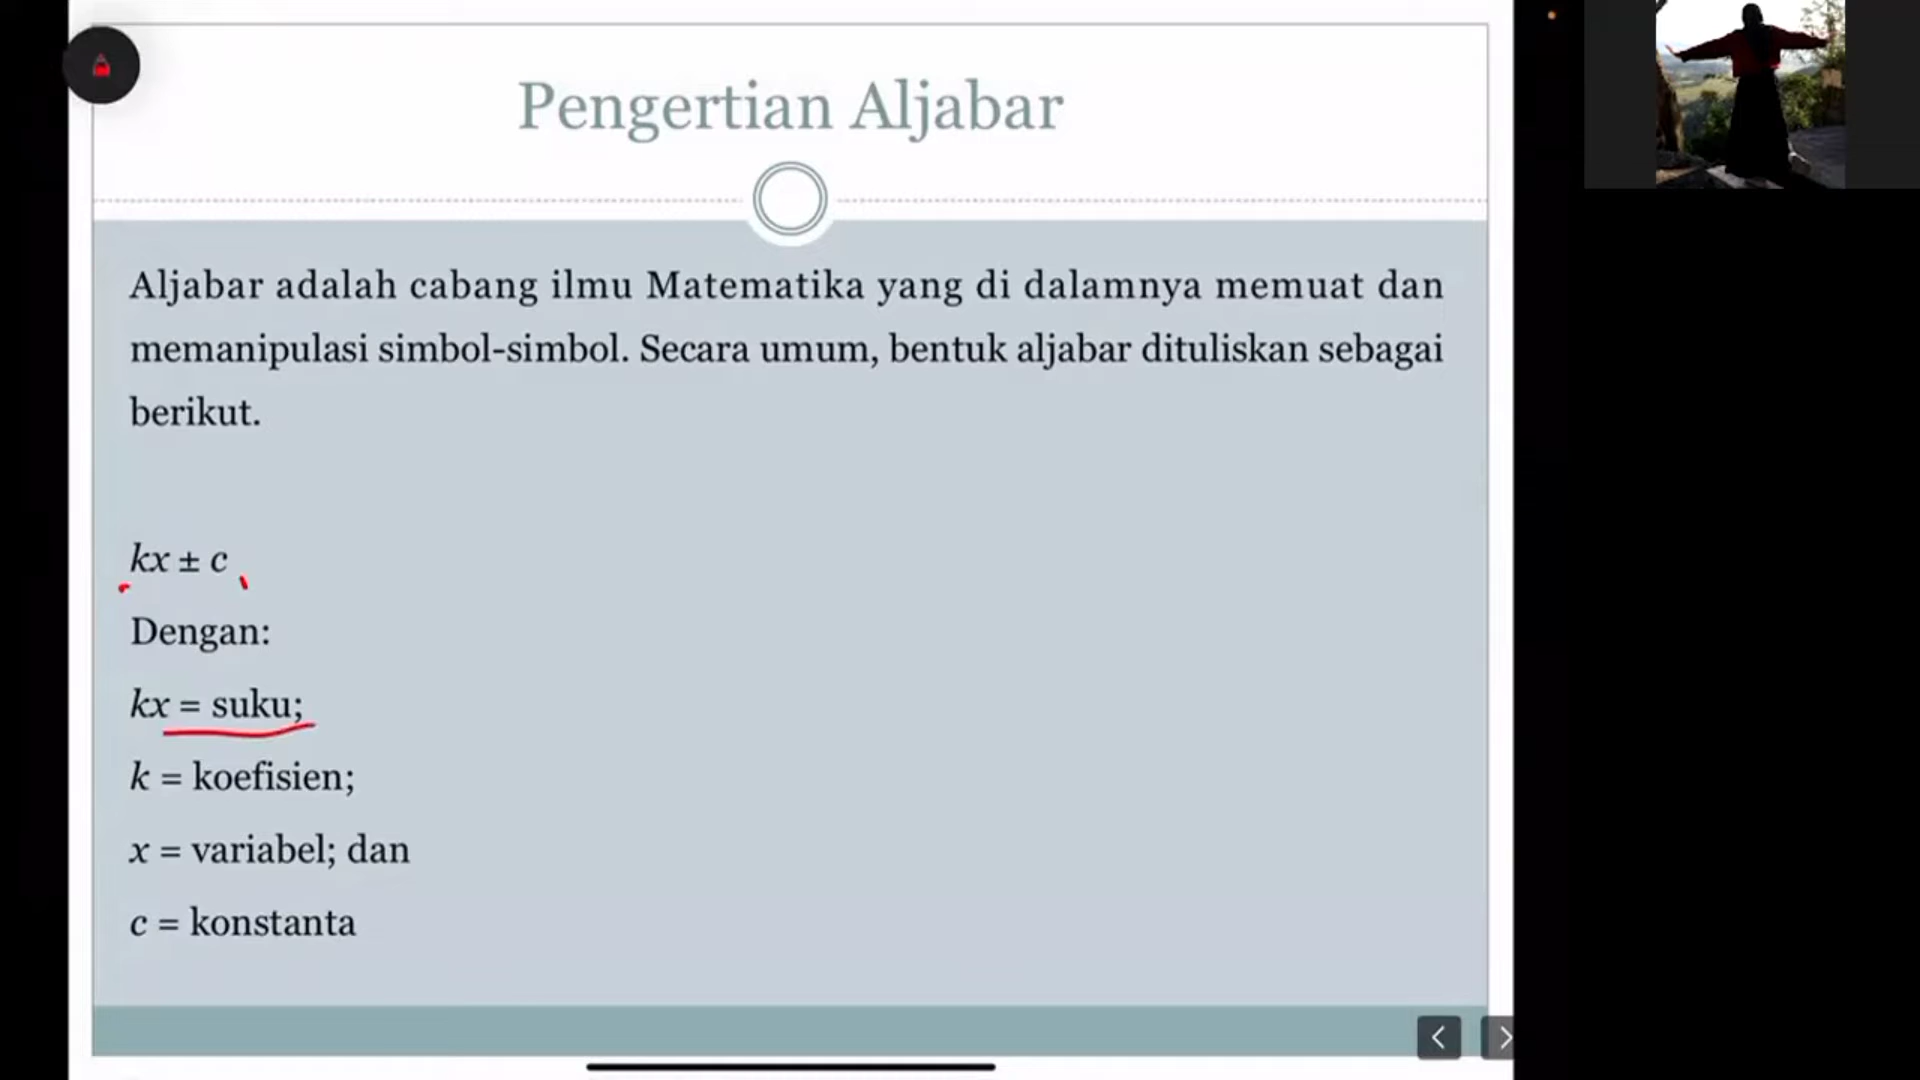 Pengertian Aljabar
Aljabar adalah cabang ilmu Matematika yang di dalamnya memuat dan
memanipulasi simbol-simbol. Secara umum, bentuk aljabar dituliskan sebagai
berikut.
kx ± c
Dengan:
kx = suku;
k = koefisien;
x = variabel; dan
c = konstanta